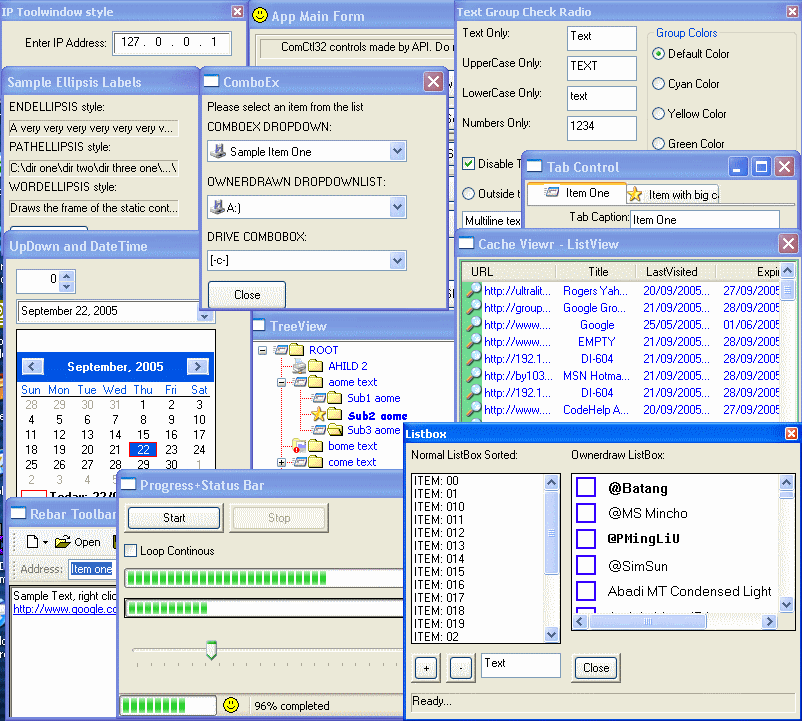 IP Toolwindow style
Enter IP Address:
127 . 0 . 0 . 1
App Main Form
ComCtl32 controls made by API. Do
Text Group Check Radio
Text Only:
Text
UpperCase Only:
TEXT
LowerCase Only:
text
Numbers Only:
1234
Group Colors
Default Color
Cyan Color
Yellow Color
Green Color
Disable T
Outside t
Multiline tex
Sample Ellipsis Labels
ENDELLIPSIS style:
A very very very very very very v...
PATHELLIPSIS style:
C:\dir one\dir two\dir three one\...\
WORDELLIPSIS style:
Draws the frame of the static cont...
ComboEx
Please select an item from the list
COMBOEX DROPDOWN:
Sample Item One
OWNERDRAWN DROPDOWNLIST:
A:)
DRIVE COMBOBOX:
[-c-]
Close
Tab Control
Item One
Item with big ca
Tab Caption:
Item One
UpDown and DateTime
0
September 22, 2005
September, 2005
Sun Mon Tue Wed Thu Fri Sat
28 29 30 31 1 2 3
4 5 6 7 8 9 10
11 12 13 14 15 16 17
18 19 20 21 22 23 24
25 26 27 28 29 30 1
2 3 4 5 6 7 8
Today: 22/0
Cache Viewr - ListView
URL Title LastVisited Expir
http://ultralit... Rogers Yah... 20/09/2005... 27/09/2005
http://group... Google Gro... 21/09/2005... 28/09/2005
http://www.... Google 25/05/2005... 01/06/2005
http://www.... EMPTY 21/09/2005... 28/09/2005
http://192.1... DI-604 21/09/2005... 28/09/2005
http://by103... MSN Hotma... 21/09/2005... 28/09/2005
http://192.1... DI-604 21/09/2005... 28/09/2005
http://www.... CodeHelp A... 20/09/2005... 27/09/2005
TreeView
ROOT
AHILD 2
aome text
Sub1 aome
Sub2 aome
Sub3 aome
bome text
come text
Rebar Toolbar
Open
Address:
Item one
Sample Text, right clic
http://www.google.co
Progress+Status Bar
Start
Stop
Loop Continous
96% completed
Listbox
Normal ListBox Sorted:
ITEM: 00
ITEM: 01
ITEM: 010
ITEM: 011
ITEM: 012
ITEM: 013
ITEM: 014
ITEM: 015
ITEM: 016
ITEM: 017
ITEM: 018
ITEM: 019
ITEM: 02
Ownerdraw ListBox:
@Batang
@MS Mincho
@PMingLiU
@SimSun
Abadi MT Condensed Light
+
-
Text
Close
Ready...